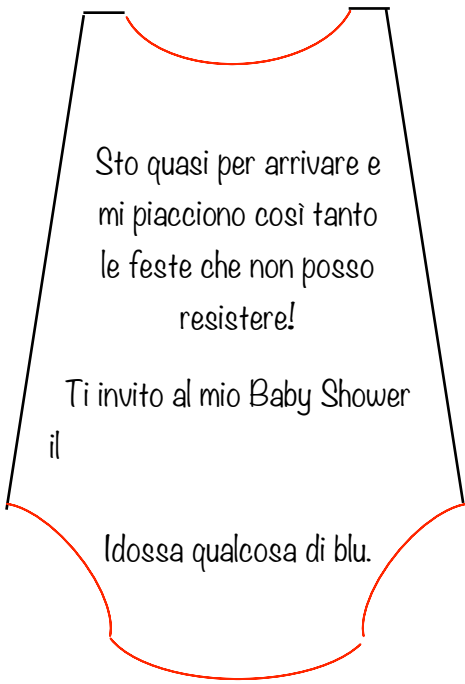 Sto quasi per arrivare e
mi piacciono così tanto
le feste che non posso
resistere!
Ti invito al mio Baby Shower
il
Idossa qualcosa di blu.